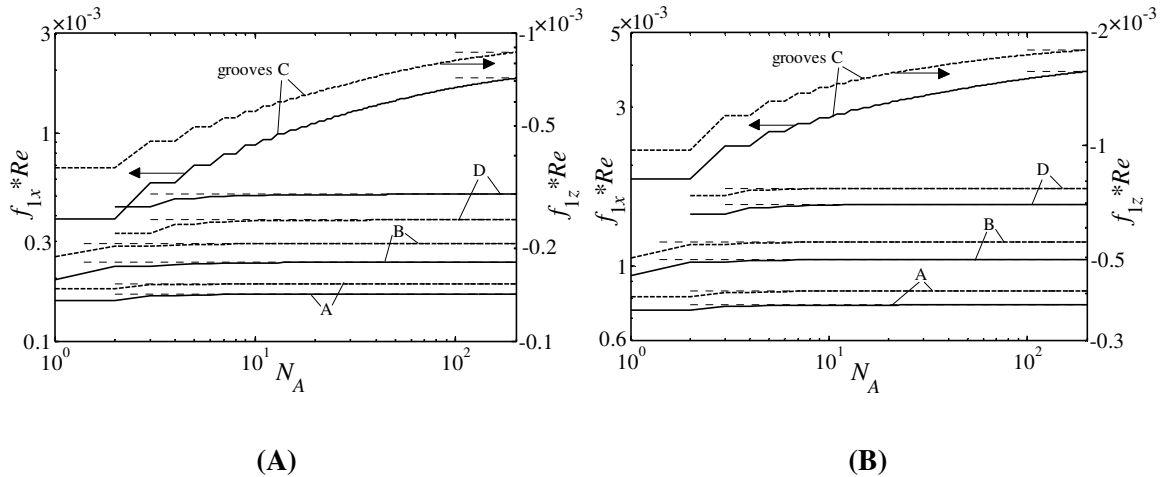 3 ×10⁻³
-1 ×10⁻³
grooves C
1
-0.5
D
f₁ₓ*Re
f₁z*Re
0.3
B
-0.2
A
0.1
-0.1
10⁰
10¹
10²
N_A
(A)
5 ×10⁻³
-2 ×10⁻³
grooves C
3
-1
D
f₁ₓ*Re
f₁z*Re
B
1
-0.5
A
0.6
-0.3
10⁰
10¹
10²
N_A
(B)